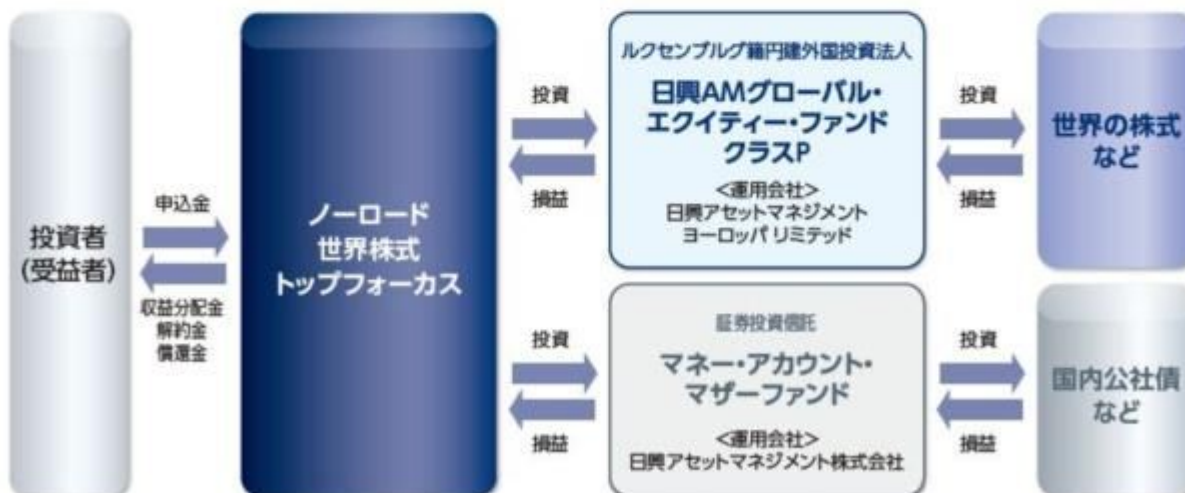 投資者
(受益者)
申込金
収益分配金
解約金
償還金
ノーロード
世界株式
トップフォーカス
投資
損益
ルクセンブルグ籍円建外国投資法人
日興AMグローバル・
エクイティー・ファンド
クラスP
<運用会社>
日興アセットマネジメント
ヨーロッパ リミテッド
投資
損益
世界の株式
など
投資
損益
証券投資信託
マネー・アカウント・
マザーファンド
<運用会社>
日興アセットマネジメント株式会社
投資
損益
国内公社債
など